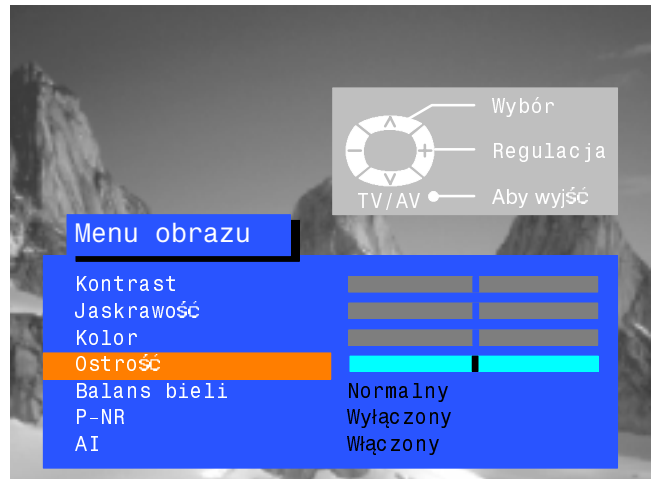 Wybór
Regulacja
TV/AV Aby wyjść
Menu obrazu
Kontrast
Jaskrawość
Kolor
Ostrość
Balans bieli Normalny
P-NR Wyłączony
AI Włączony